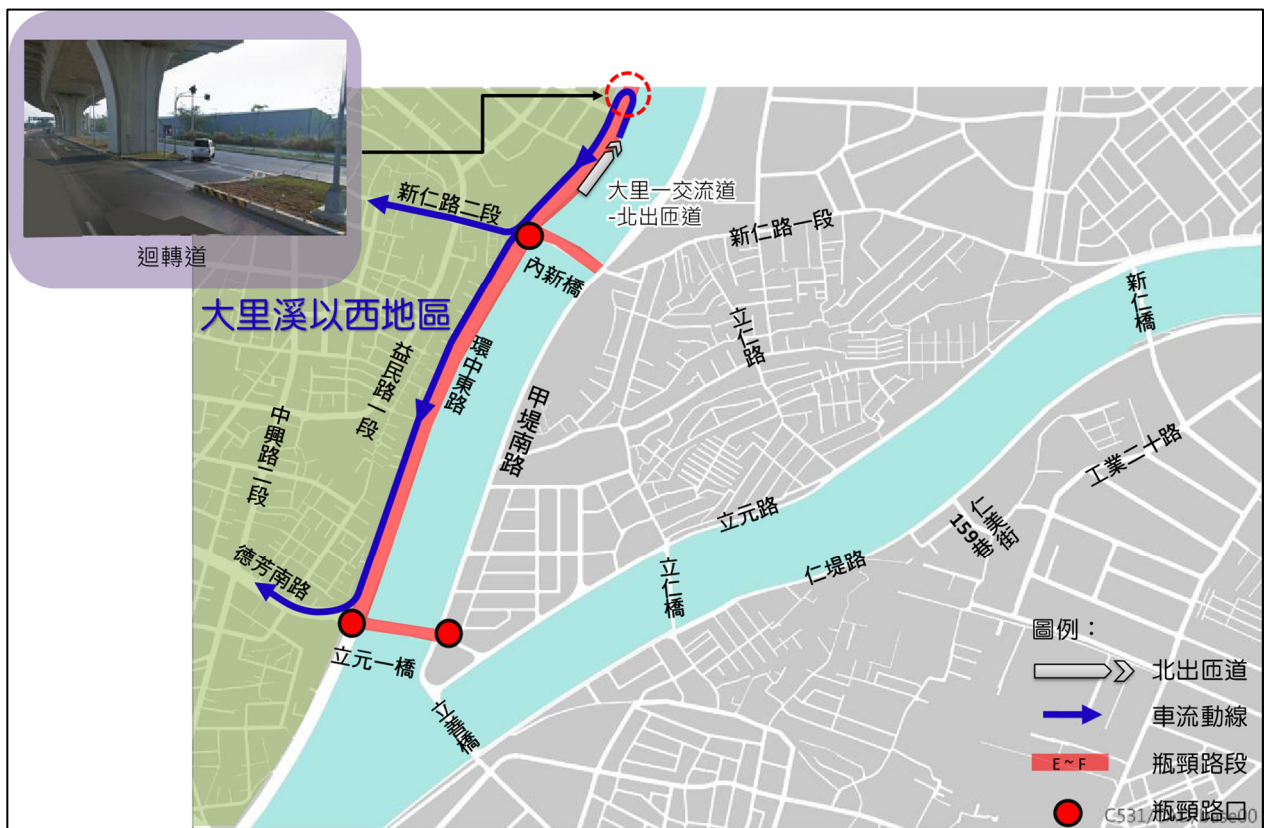 迴轉道
大里一交流道
-北出匝道
新仁路二段
新仁路一段
內新橋
大里溪以西地區
新仁橋
立仁路
益民路一段
環中東路
甲堤南路
中興路二段
工業二十路
仁美街
159巷
立元路
仁堤路
立仁橋
德芳南路
立元一橋
立善橋
圖例：
北出匝道
車流動線
E ~ F
瓶頸路段
瓶頸路口